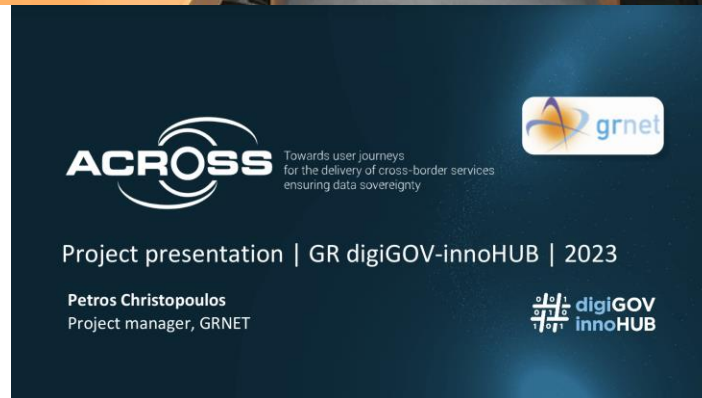 grnet
ACROSS
Towards user journeys
for the delivery of cross-border services
ensuring data sovereignty
Project presentation | GR digiGOV-innoHUB | 2023
Petros Christopoulos
Project manager, GRNET
digiGOV
innoHUB